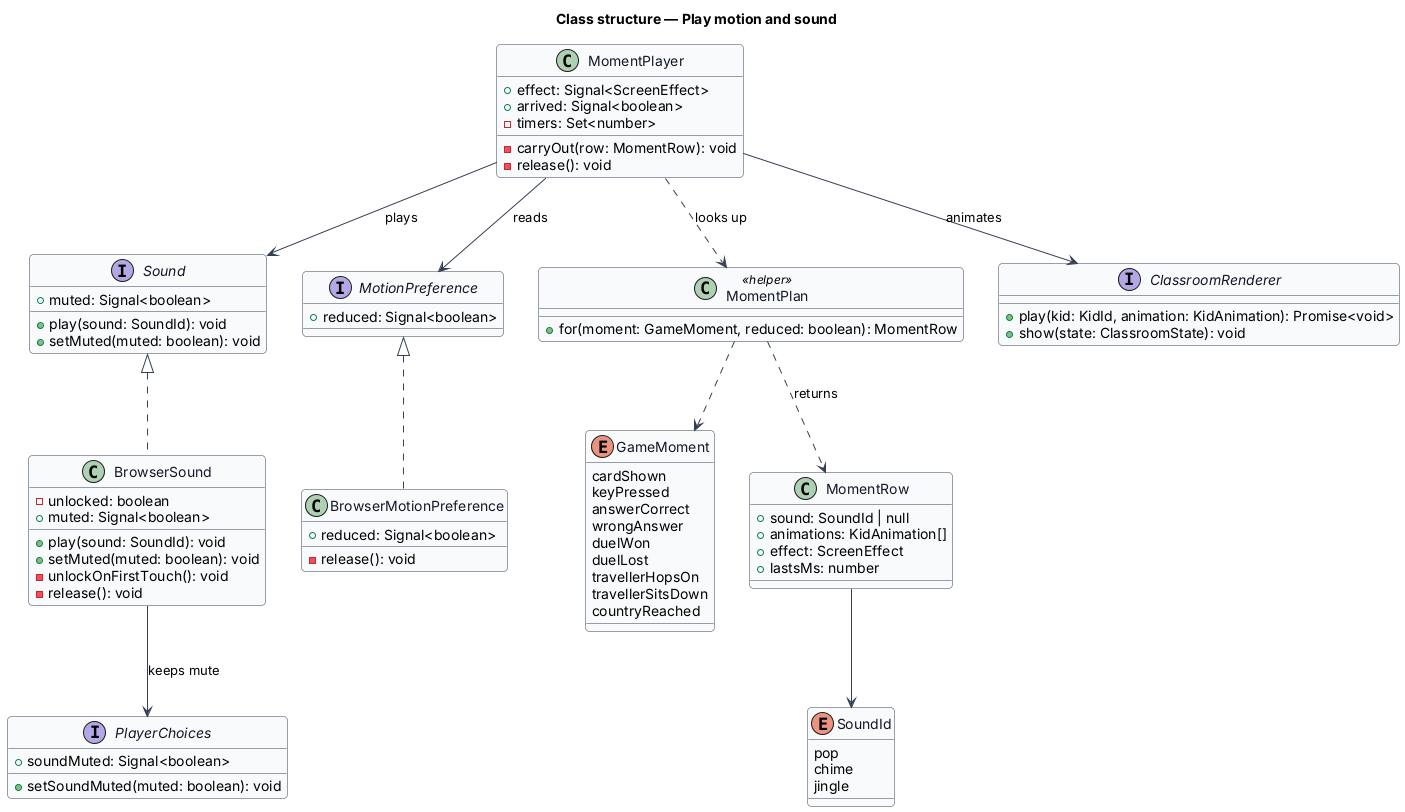 Class structure — Play motion and sound
C MomentPlayer
effect: Signal<ScreenEffect>
arrived: Signal<boolean>
timers: Set<number>
carryOut(row: MomentRow): void
release(): void
plays
reads
looks up
animates
I Sound
muted: Signal<boolean>
play(sound: SoundId): void
setMuted(muted: boolean): void
I MotionPreference
reduced: Signal<boolean>
C «helper»
MomentPlan
for(moment: GameMoment, reduced: boolean): MomentRow
I ClassroomRenderer
play(kid: KidId, animation: KidAnimation): Promise<void>
show(state: ClassroomState): void
returns
C BrowserSound
unlocked: boolean
muted: Signal<boolean>
play(sound: SoundId): void
setMuted(muted: boolean): void
unlockOnFirstTouch(): void
release(): void
C BrowserMotionPreference
reduced: Signal<boolean>
release(): void
E GameMoment
cardShown
keyPressed
answerCorrect
wrongAnswer
duelWon
duelLost
travellerHopsOn
travellerSitsDown
countryReached
C MomentRow
sound: SoundId | null
animations: KidAnimation[]
effect: ScreenEffect
lastsMs: number
keeps mute
I PlayerChoices
soundMuted: Signal<boolean>
setSoundMuted(muted: boolean): void
E SoundId
pop
chime
jingle